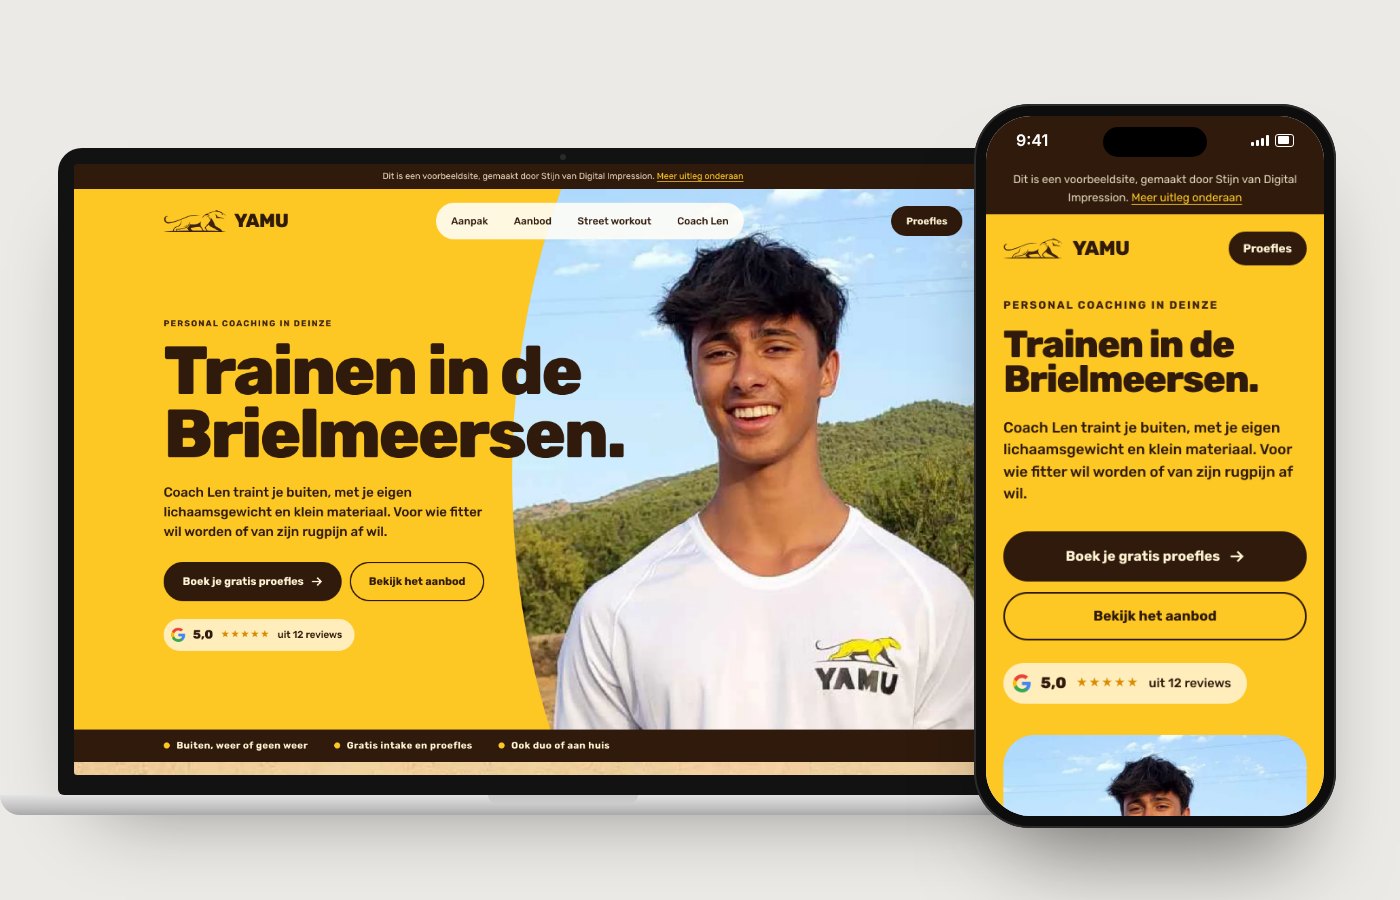 Dit is een voorbeeldsite, gemaakt door Stijn van Digital Impression. Meer uitleg onderaan
YAMU
Aanpak
Aanbod
Street workout
Coach Len
Proefles
PERSONAL COACHING IN DEINZE
Trainen in de
Brielmeersen.
Coach Len traint je buiten, met je eigen
lichaamsgewicht en klein materiaal. Voor wie fitter
wil worden of van zijn rugpijn af wil.
Boek je gratis proefles →
Bekijk het aanbod
G 5,0 ★★★★★ uit 12 reviews
YAMU
Buiten, weer of geen weer
Gratis intake en proefles
Ook duo of aan huis
9:41
Dit is een voorbeeldsite, gemaakt door Stijn van Digital
Impression. Meer uitleg onderaan
YAMU
Proefles
PERSONAL COACHING IN DEINZE
Trainen in de
Brielmeersen.
Coach Len traint je buiten, met je eigen
lichaamsgewicht en klein materiaal. Voor
wie fitter wil worden of van zijn rugpijn af
wil.
Boek je gratis proefles →
Bekijk het aanbod
G 5,0 ★★★★★ uit 12 reviews